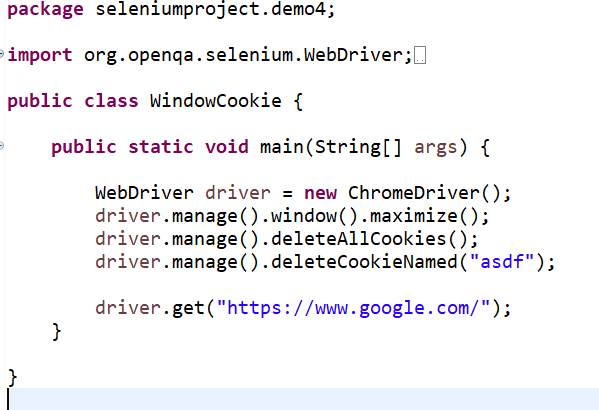 package seleniumproject.demo4;
import org.openqa.selenium.WebDriver;
public class WindowCookie {
public static void main(String[] args) {
WebDriver driver = new ChromeDriver();
driver.manage().window().maximize();
driver.manage().deleteAllCookies();
driver.manage().deleteCookieNamed("asdf");
driver.get("https://www.google.com/");
}
}